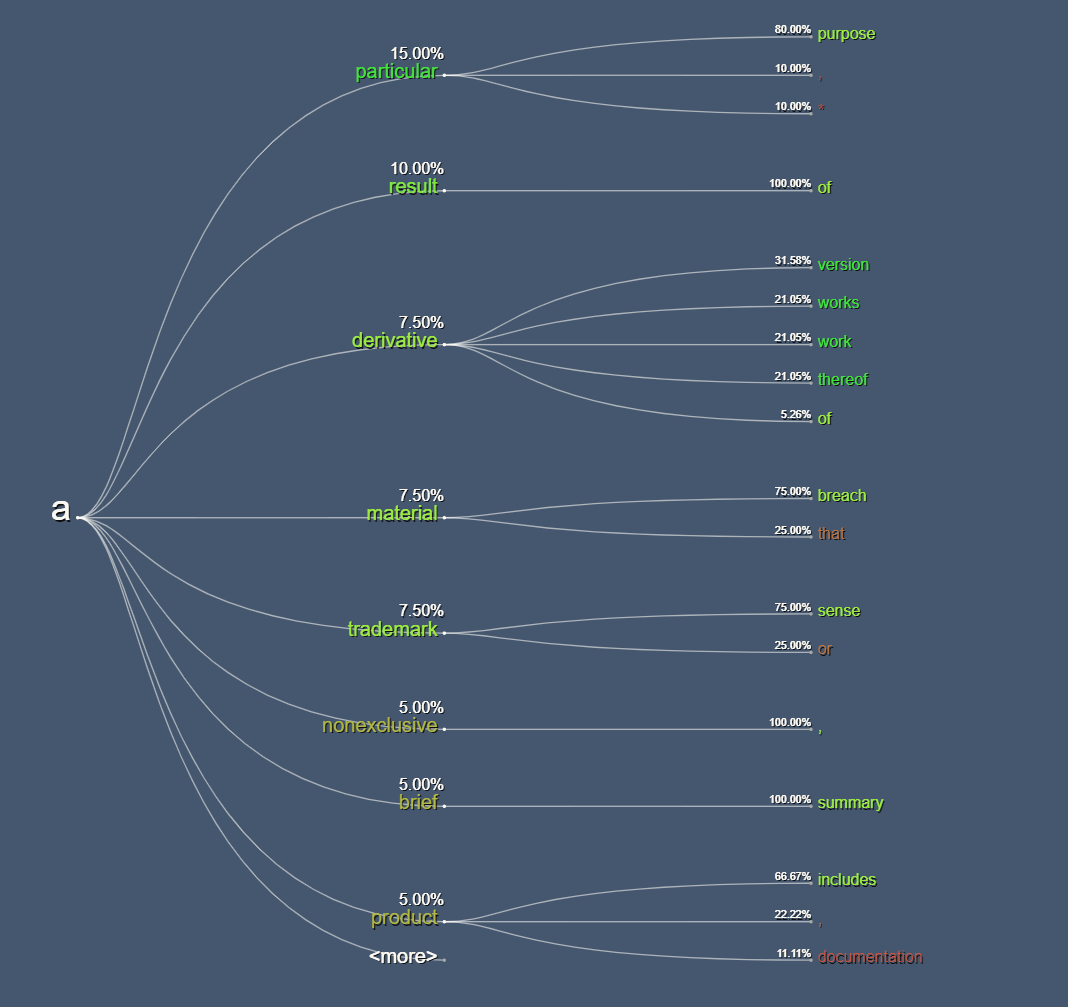 a
15.00%
particular
80.00% purpose
10.00% ,
10.00% *
10.00%
result
100.00% of
7.50%
derivative
31.58% version
21.05% works
21.05% work
21.05% thereof
5.26% of
7.50%
material
75.00% breach
25.00% that
7.50%
trademark
75.00% sense
25.00% or
5.00%
nonexclusive
100.00% ,
5.00%
brief
100.00% summary
5.00%
product
66.67% includes
22.22% ,
11.11% documentation
<more>